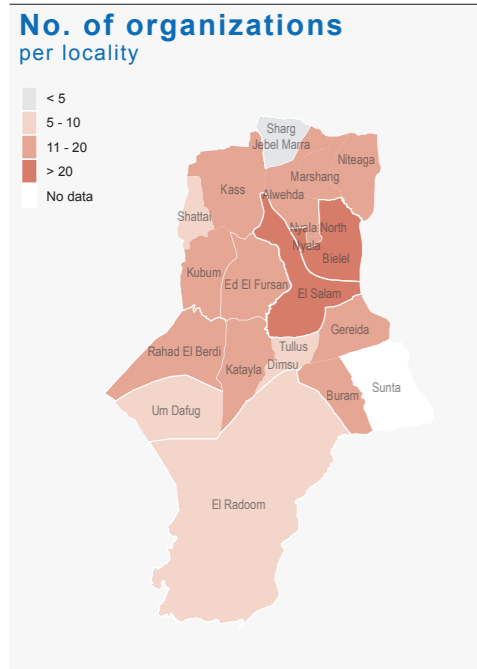 No. of organizations
per locality
< 5
5 - 10
11 - 20
> 20
No data
Sharg
Jebel Marra
Niteaga
Marshang
Kass
Alwehda
Shattai
Nyala North
Nyala
Bielel
Kubum
Ed El Fursan
El Salam
Gereida
Tullus
Rahad El Berdi
Dimsu
Katayla
Sunta
Buram
Um Dafug
El Radoom